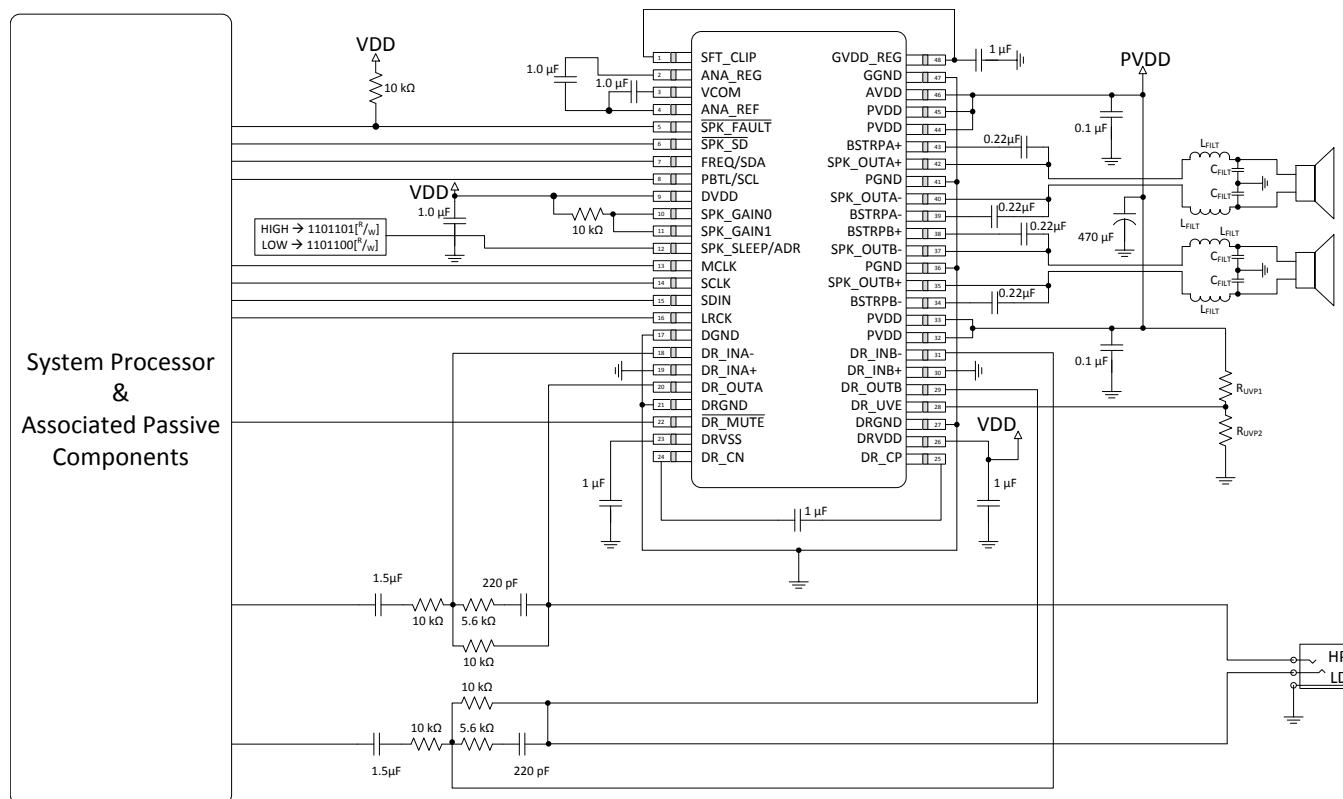 System Processor
&
Associated Passive
Components
VDD
10 kΩ
1.0 µF
1.0 µF
VDD
1.0 µF
10 kΩ
HIGH → 1101101[R/W]
LOW → 1101100[R/W]
1 SFT_CLIP
2 ANA_REG
3 VCOM
4 ANA_REF
5 SPK_FAULT
6 SPK_SD
7 FREQ/SDA
8 PBTL/SCL
9 DVDD
10 SPK_GAIN0
11 SPK_GAIN1
12 SPK_SLEEP/ADR
13 MCLK
14 SCLK
15 SDIN
16 LRCK
17 DGND
18 DR_INA-
19 DR_INA+
20 DR_OUTA
21 DRGND
22 DR_MUTE
23 DRVSS
24 DR_CN
GVDD_REG 48
GGND 47
AVDD 46
PVDD 45
PVDD 44
BSTRPA+ 43
SPK_OUTA+ 42
PGND 41
SPK_OUTA- 40
BSTRPA- 39
BSTRPB+ 38
SPK_OUTB- 37
PGND 36
SPK_OUTB+ 35
BSTRPB- 34
PVDD 33
PVDD 32
DR_INB- 31
DR_INB+ 30
DR_OUTB 29
DR_UVE 28
DRGND 27
DRVDD 26
DR_CP 25
1 µF
PVDD
0.1 µF
0.22µF
0.22µF
0.22µF
0.22µF
470 µF
LFILT
CFILT
CFILT
LFILT
LFILT
CFILT
CFILT
LFILT
0.1 µF
RUVP1
RUVP2
VDD
1 µF
1 µF
1 µF
1.5µF
10 kΩ
5.6 kΩ
220 pF
10 kΩ
10 kΩ
1.5µF
10 kΩ
5.6 kΩ
220 pF
HP